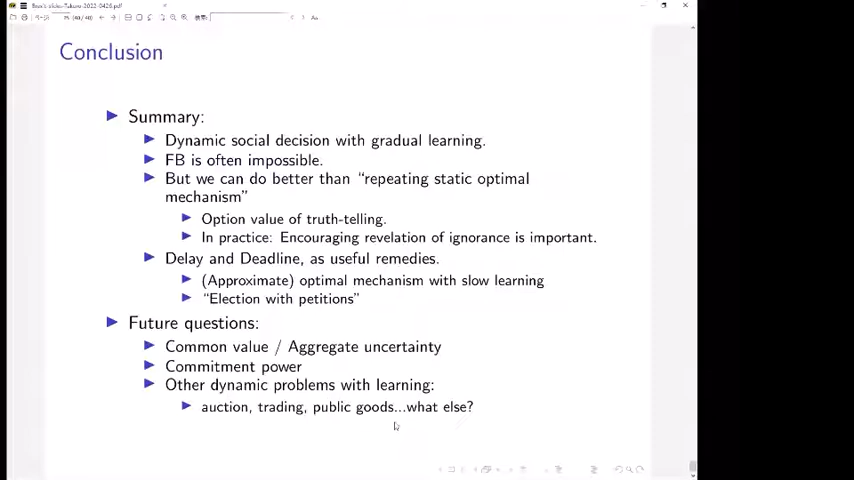 Conclusion
Summary:
Dynamic social decision with gradual learning.
FB is often impossible.
But we can do better than “repeating static optimal
mechanism”
Option value of truth-telling.
In practice: Encouraging revelation of ignorance is important.
Delay and Deadline, as useful remedies.
(Approximate) optimal mechanism with slow learning
“Election with petitions”
Future questions:
Common value / Aggregate uncertainty
Commitment power
Other dynamic problems with learning:
auction, trading, public goods...what else?